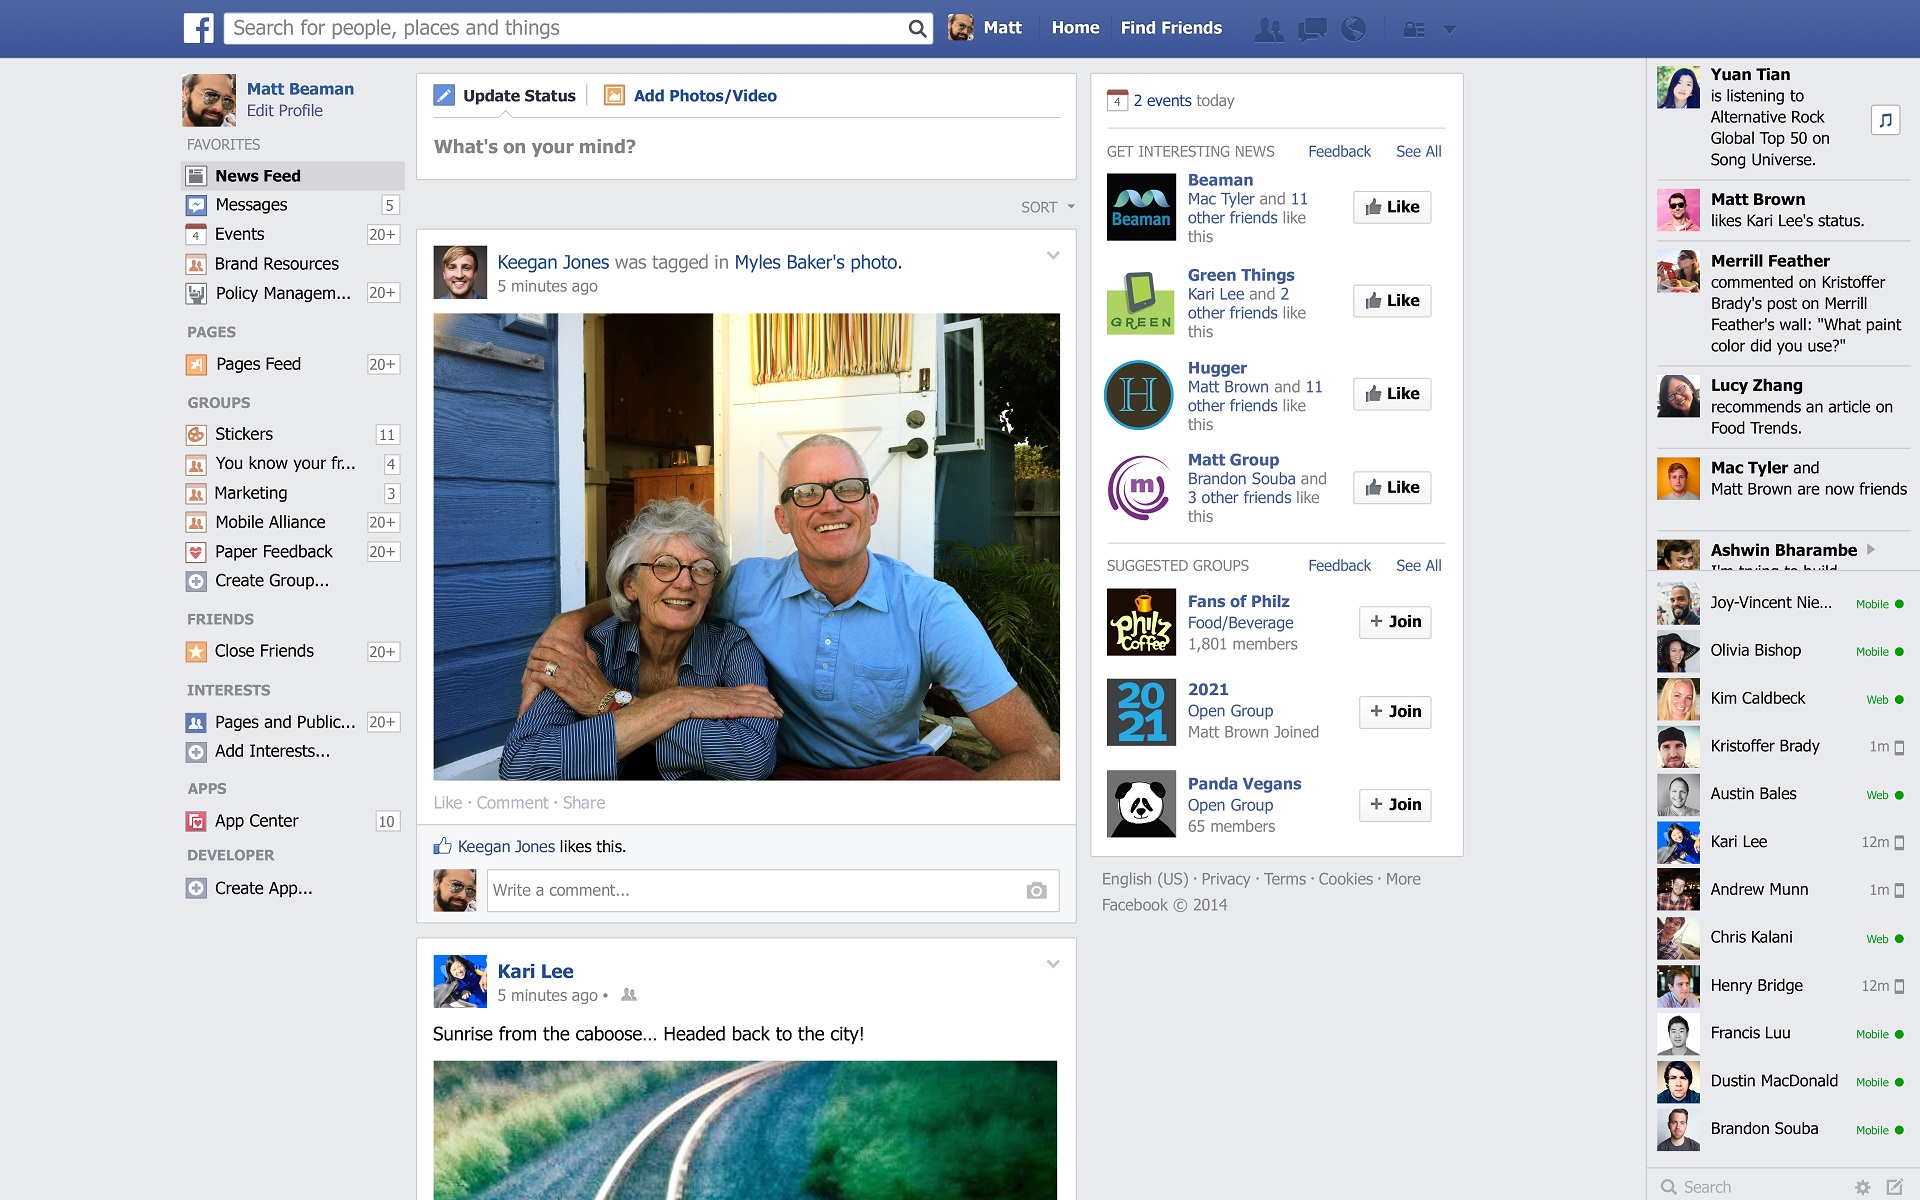 Search for people, places and things
Matt
Home
Find Friends
Matt Beaman
Edit Profile
FAVORITES
News Feed
Messages
5
4
Events
20+
Brand Resources
Policy Managem...
20+
PAGES
Pages Feed
20+
GROUPS
Stickers
11
You know your fr...
4
Marketing
3
Mobile Alliance
20+
Paper Feedback
20+
Create Group...
FRIENDS
Close Friends
20+
INTERESTS
Pages and Public...
20+
Add Interests...
APPS
App Center
10
DEVELOPER
Create App...
Update Status
Add Photos/Video
What's on your mind?
SORT
Keegan Jones was tagged in Myles Baker's photo.
5 minutes ago
Like · Comment · Share
Keegan Jones likes this.
Write a comment...
Kari Lee
5 minutes ago •
Sunrise from the caboose... Headed back to the city!
4
2 events today
GET INTERESTING NEWS
Feedback
See All
Beaman
Beaman
Mac Tyler and 11
other friends like
this
Like
GREEN
Green Things
Kari Lee and 2
other friends like
this
Like
H
Hugger
Matt Brown and 11
other friends like
this
Like
m
Matt Group
Brandon Souba and
3 other friends like
this
Like
SUGGESTED GROUPS
Feedback
See All
philz
Coffee
Fans of Philz
Food/Beverage
1,801 members
+ Join
20
21
2021
Open Group
Matt Brown Joined
+ Join
Panda Vegans
Open Group
65 members
+ Join
English (US) · Privacy · Terms · Cookies · More
Facebook © 2014
Yuan Tian
is listening to
Alternative Rock
Global Top 50 on
Song Universe.
Matt Brown
likes Kari Lee's status.
Merrill Feather
commented on Kristoffer
Brady's post on Merrill
Feather's wall: "What paint
color did you use?"
Lucy Zhang
recommends an article on
Food Trends.
Mac Tyler and
Matt Brown are now friends
Ashwin Bharambe
I'm trying to build
Joy-Vincent Nie...
Mobile
Olivia Bishop
Mobile
Kim Caldbeck
Web
Kristoffer Brady
1m
Austin Bales
Web
Kari Lee
12m
Andrew Munn
1m
Chris Kalani
Web
Henry Bridge
12m
Francis Luu
Mobile
Dustin MacDonald
Mobile
Brandon Souba
Mobile
Search